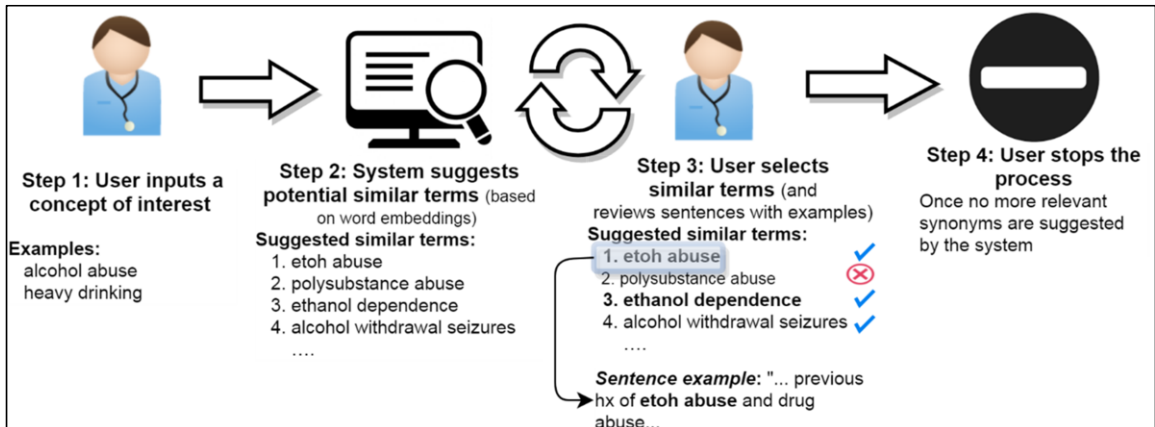 Step 1: User inputs a
concept of interest
Examples:
alcohol abuse
heavy drinking
Step 2: System suggests
potential similar terms (based
on word embeddings)
Suggested similar terms:
1. etoh abuse
2. polysubstance abuse
3. ethanol dependence
4. alcohol withdrawal seizures
....
Step 3: User selects
similar terms (and
reviews sentences with examples)
Suggested similar terms:
1. etoh abuse
2. polysubstance abuse
3. ethanol dependence
4. alcohol withdrawal seizures
....
Sentence example: "... previous
hx of etoh abuse and drug
abuse...
Step 4: User stops the
process
Once no more relevant
synonyms are suggested
by the system